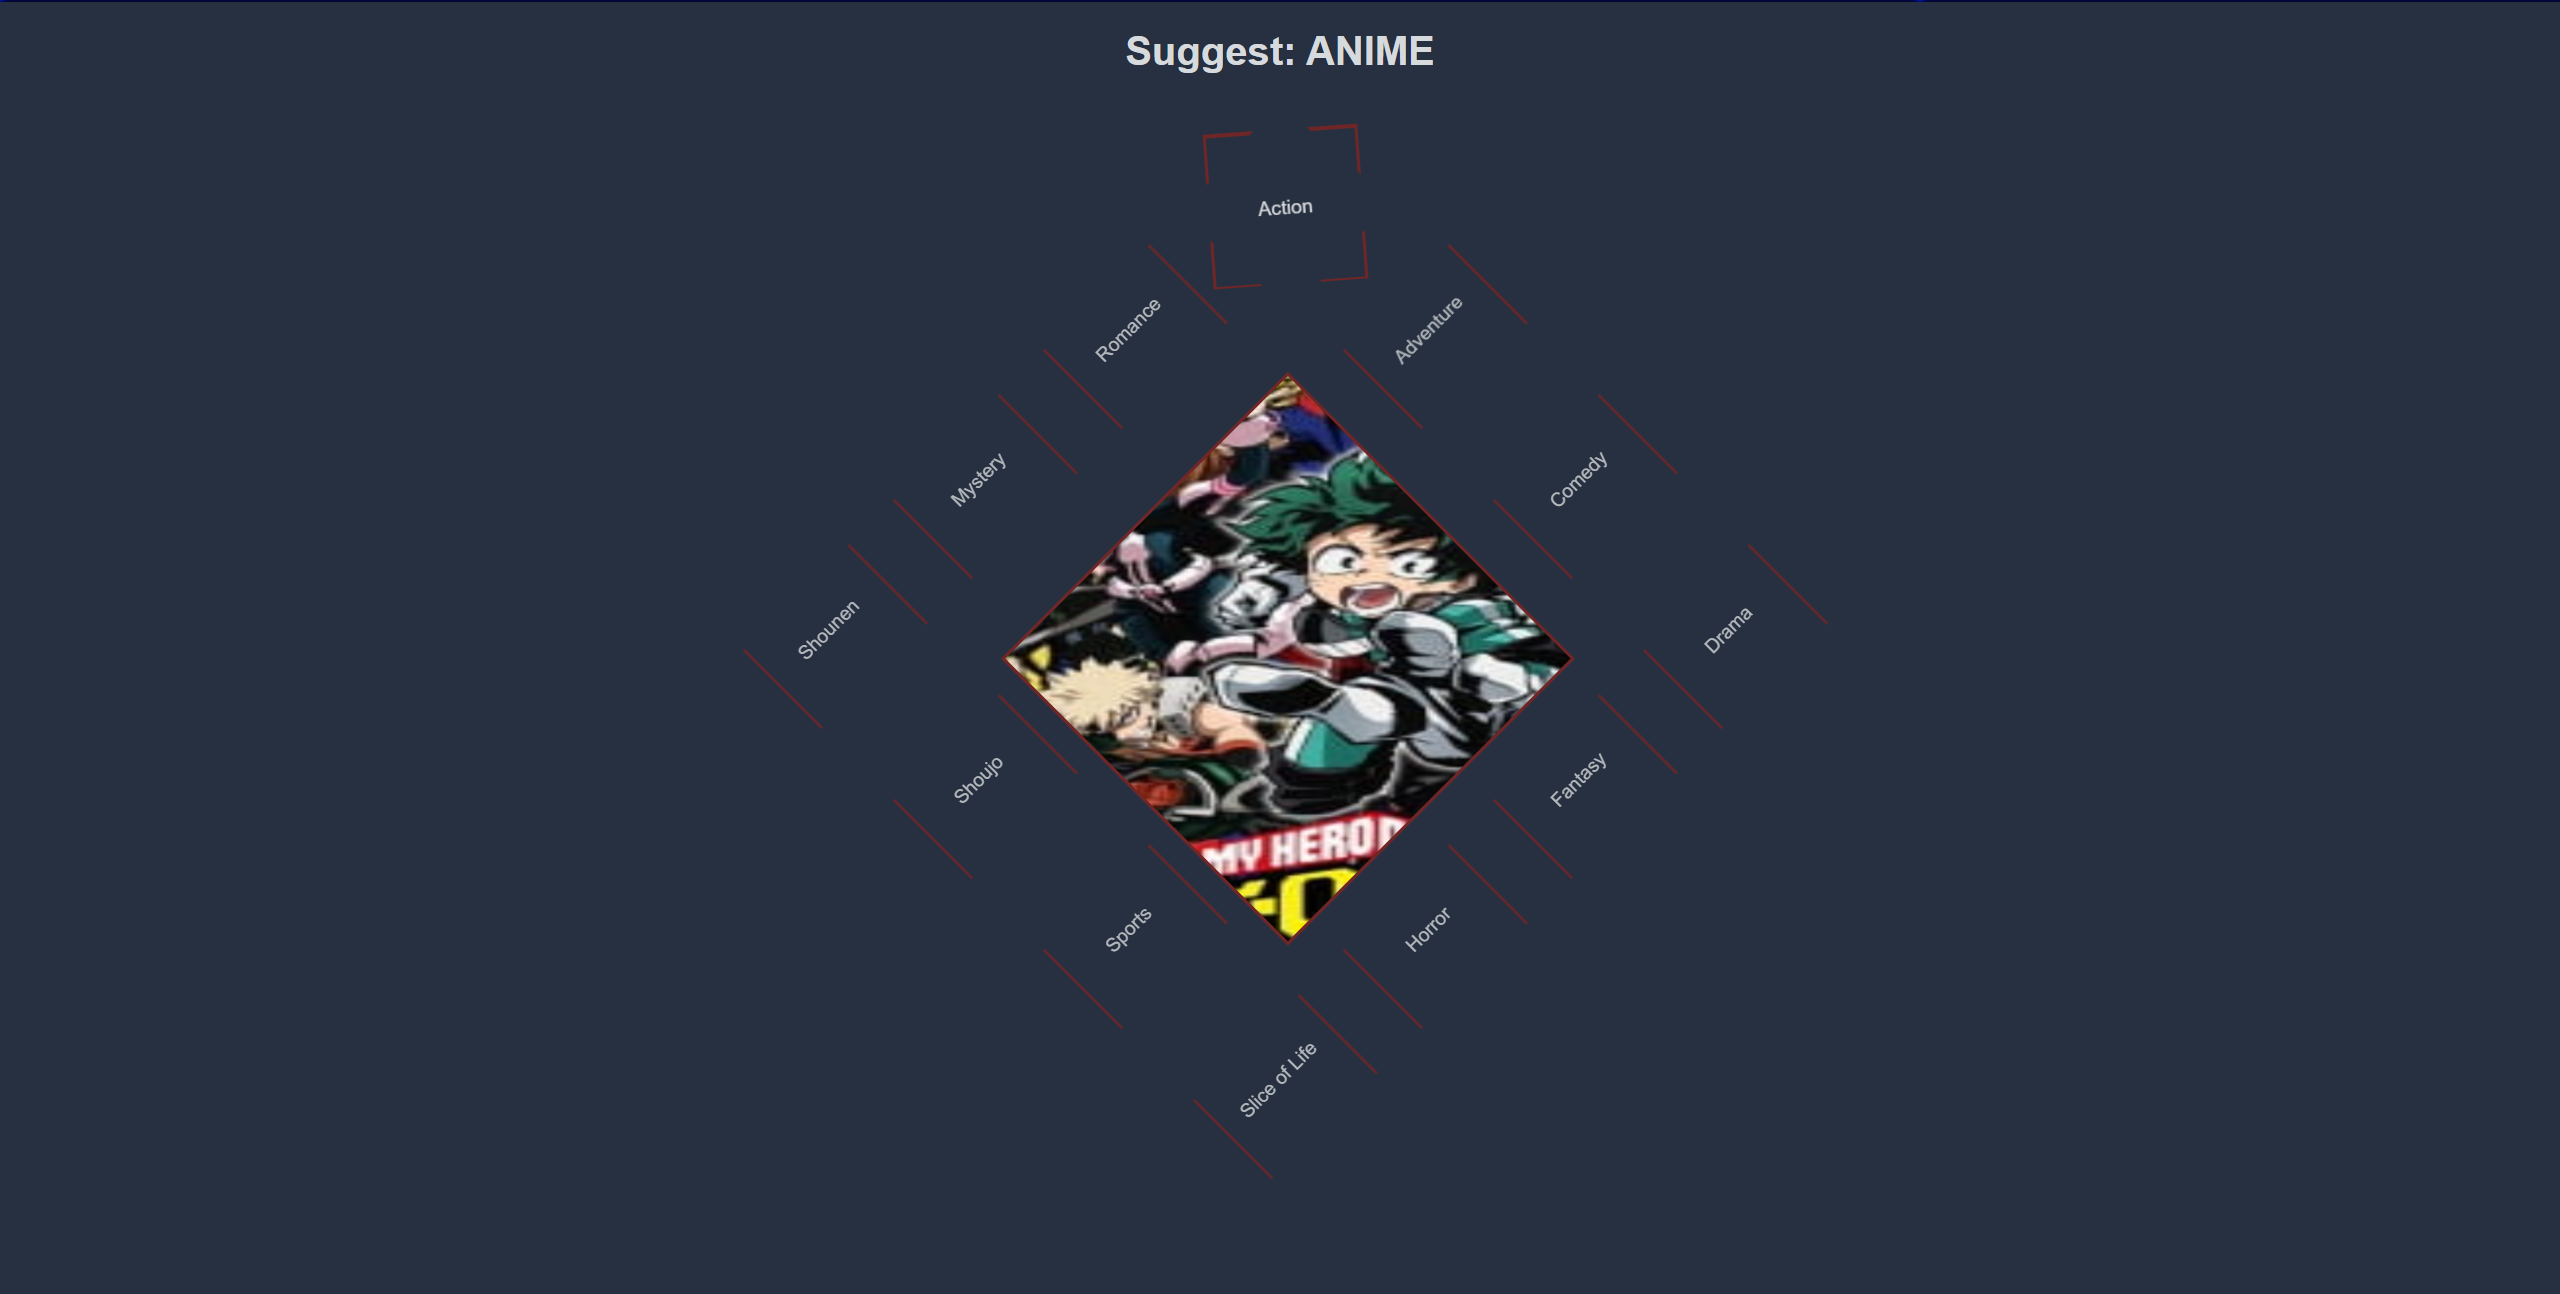 Suggest: ANIME
Action
Romance
Adventure
Mystery
Comedy
Shounen
Drama
Shoujo
Fantasy
Sports
Horror
Slice of Life
MY HERO